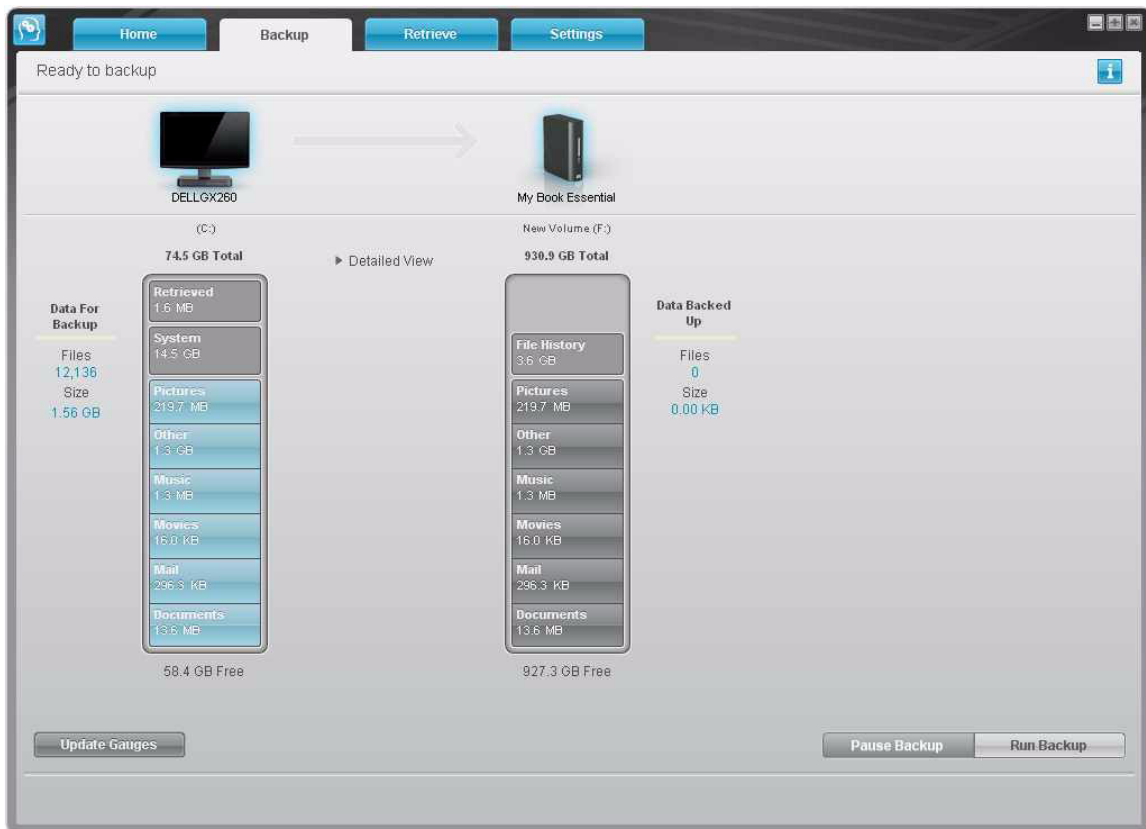 Home
Backup
Retrieve
Settings
Ready to backup
i
DELLGX260
My Book Essential
(C:)
New Volume (F:)
74.5 GB Total
Detailed View
930.9 GB Total
Data For
Backup
Files
12,136
Size
1.56 GB
Retrieved
1.6 MB
System
14.5 GB
Pictures
219.7 MB
Other
1.3 GB
Music
1.3 MB
Movies
16.0 KB
Mail
296.3 KB
Documents
13.6 MB
58.4 GB Free
File History
3.6 GB
Pictures
219.7 MB
Other
1.3 GB
Music
1.3 MB
Movies
16.0 KB
Mail
296.3 KB
Documents
13.6 MB
927.3 GB Free
Data Backed
Up
Files
0
Size
0.00 KB
Update Gauges
Pause Backup
Run Backup